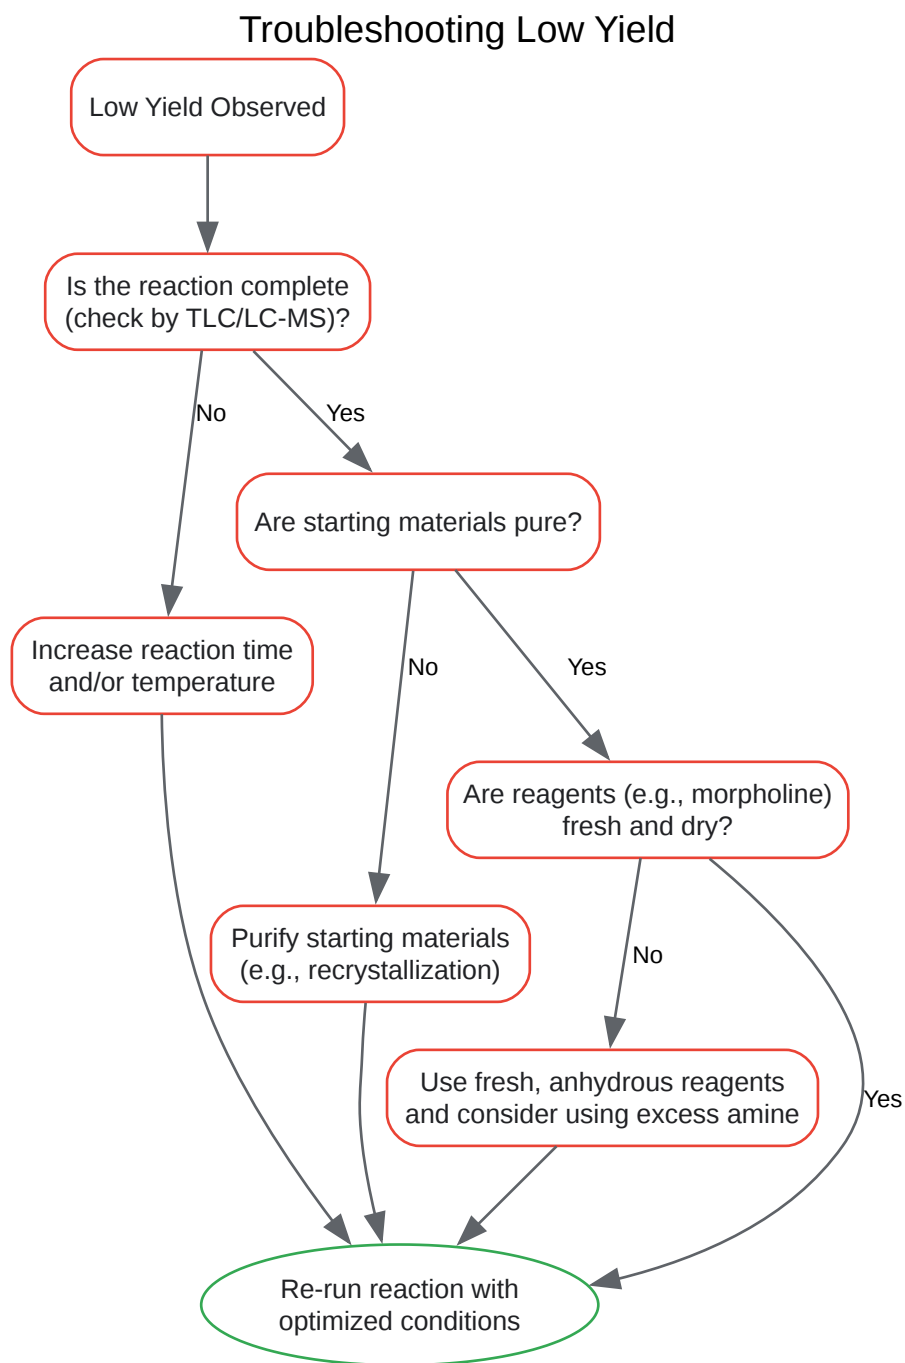 Troubleshooting Low Yield
Low Yield Observed
Is the reaction complete
(check by TLC/LC-MS)?
No
Yes
Are starting materials pure?
Increase reaction time
and/or temperature
No
Yes
Are reagents (e.g., morpholine)
fresh and dry?
Purify starting materials
(e.g., recrystallization)
No
Use fresh, anhydrous reagents
and consider using excess amine
Yes
Re-run reaction with
optimized conditions